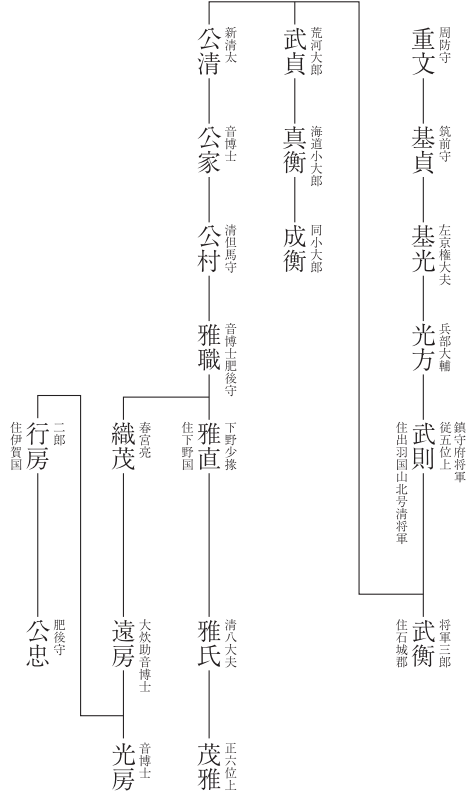 周防守
重文
筑前守
基貞
左京権大夫
基光
兵部大輔
光方
鎮守府将軍
従五位上
武則
住出羽国山北号清将軍
将軍三郎
武衡
住石城郡
荒河太郎
武貞
海道小太郎
真衡
同小太郎
成衡
新清太
公清
音博士
公家
清但馬守
公村
音博士肥後守
雅職
下野少掾
雅直
住下野国
清八大夫
雅氏
正六位上
茂雅
春宮亮
織茂
大炊助音博士
遠房
音博士
光房
二郎
行房
住伊賀国
肥後守
公忠